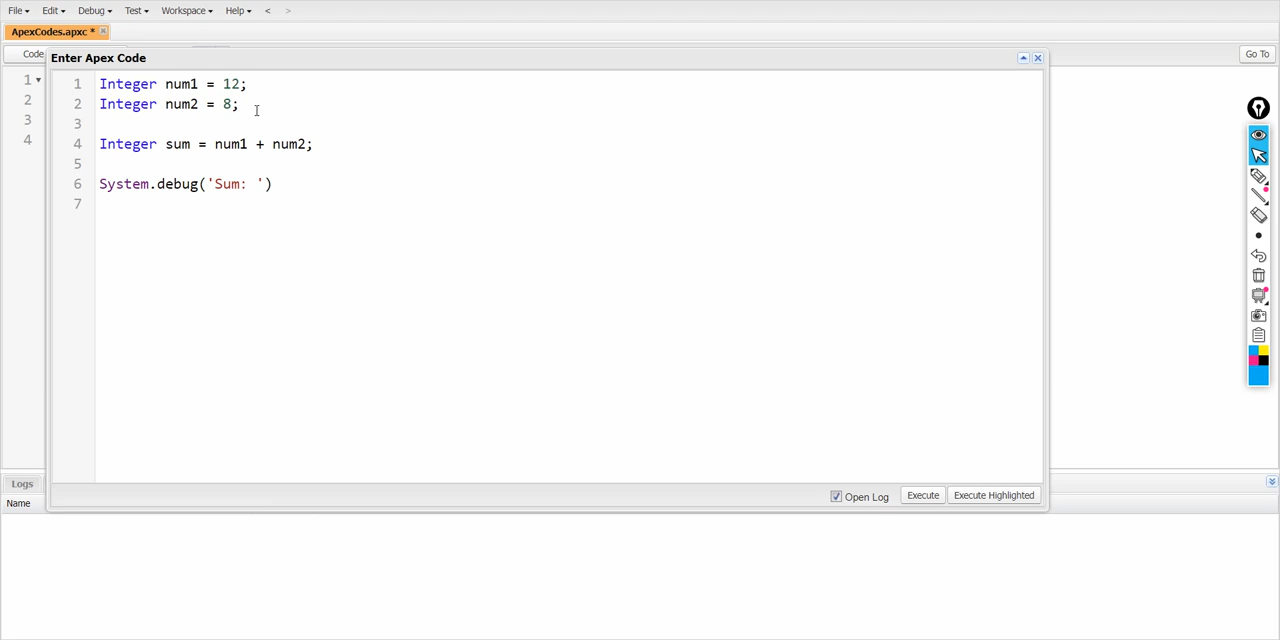 File Edit Debug Test Workspace Help < >
ApexCodes.apxc *
Code
Go To
Enter Apex Code
1
2
3
4
1 Integer num1 = 12;
2 Integer num2 = 8;
3
4 Integer sum = num1 + num2;
5
6 System.debug('Sum: ')
7
Open Log Execute Execute Highlighted
Logs
Name